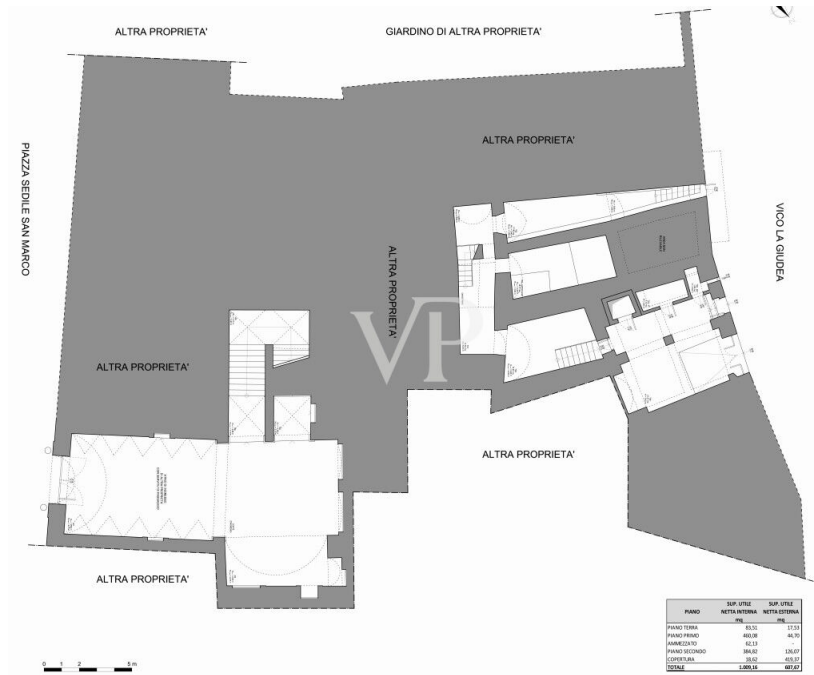 ALTRA PROPRIETA'
GIARDINO DI ALTRA PROPRIETA'
ALTRA PROPRIETA'
PIAZZA SEDILE SAN MARCO
VICO LA GIUDEA
ALTRA PROPRIETA'
VP
ALTRA PROPRIETA'
ALTRA PROPRIETA'
ALTRA PROPRIETA'
0 1 2 5 m
PIANO SUP. UTILE NETTA INTERNA mq SUP. UTILE NETTA ESTERNA mq
PIANO TERRA 83,51 17,53
PIANO PRIMO 460,08 44,70
AMMEZZATO 62,13 -
PIANO SECONDO 384,82 126,07
COPERTURA 18,62 419,37
TOTALE 1.009,16 607,67